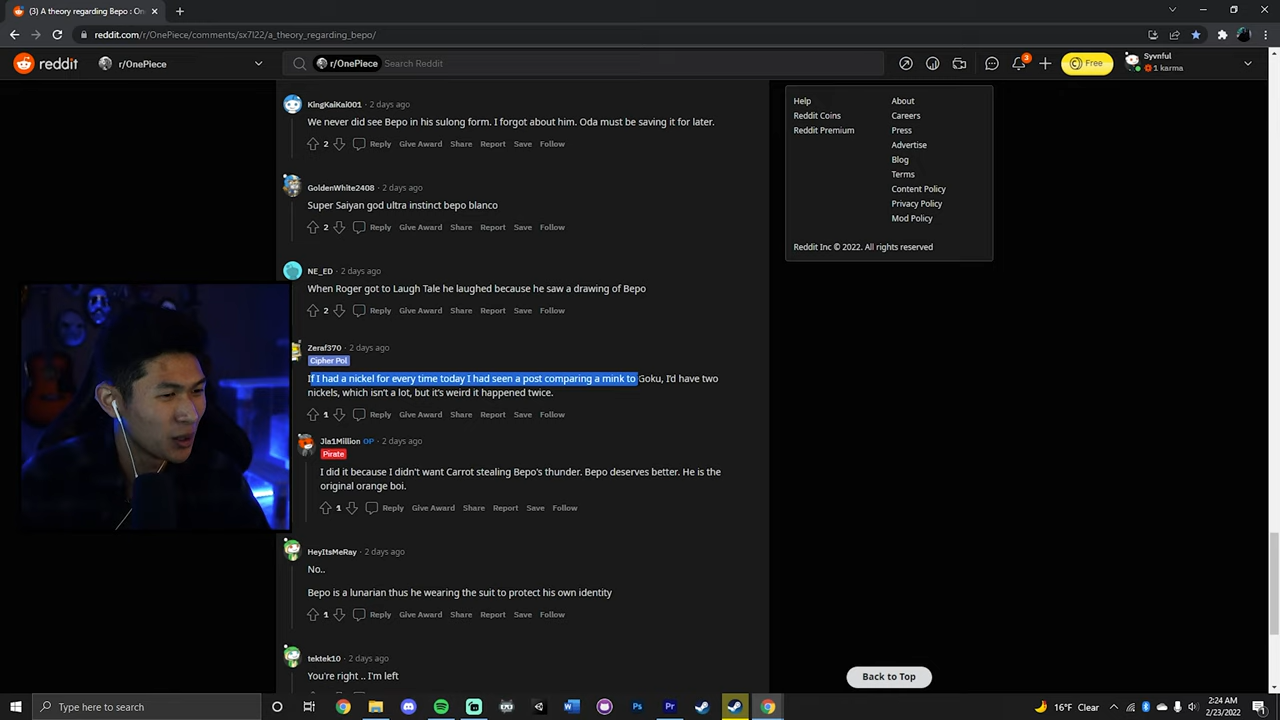 (3) A theory regarding Bepo : On
reddit.com/r/OnePiece/comments/sx7l22/a_theory_regarding_bepo/
reddit
r/OnePiece
r/OnePiece
Search Reddit
3
Free
Syvnful
1 karma
KingKaiKai001 · 2 days ago
We never did see Bepo in his sulong form. I forgot about him. Oda must be saving it for later.
2 Reply Give Award Share Report Save Follow
GoldenWhite2408 · 2 days ago
Super Saiyan god ultra instinct bepo blanco
2 Reply Give Award Share Report Save Follow
NE_ED · 2 days ago
When Roger got to Laugh Tale he laughed because he saw a drawing of Bepo
2 Reply Give Award Share Report Save Follow
Zeraf370 · 2 days ago
Cipher Pol
If I had a nickel for every time today I had seen a post comparing a mink to Goku, I'd have two
nickels, which isn't a lot, but it's weird it happened twice.
1 Reply Give Award Share Report Save Follow
Jla1Million OP · 2 days ago
Pirate
I did it because I didn't want Carrot stealing Bepo's thunder. Bepo deserves better. He is the
original orange boi.
1 Reply Give Award Share Report Save Follow
HeyItsMeRay · 2 days ago
No..
Bepo is a lunarian thus he wearing the suit to protect his own identity
1 Reply Give Award Share Report Save Follow
tektek10 · 2 days ago
You're right .. I'm left
Help About
Reddit Coins Careers
Reddit Premium Press
Advertise
Blog
Terms
Content Policy
Privacy Policy
Mod Policy
Reddit Inc © 2022. All rights reserved
Back to Top
Type here to search
16°F Clear
2:24 AM
2/23/2022